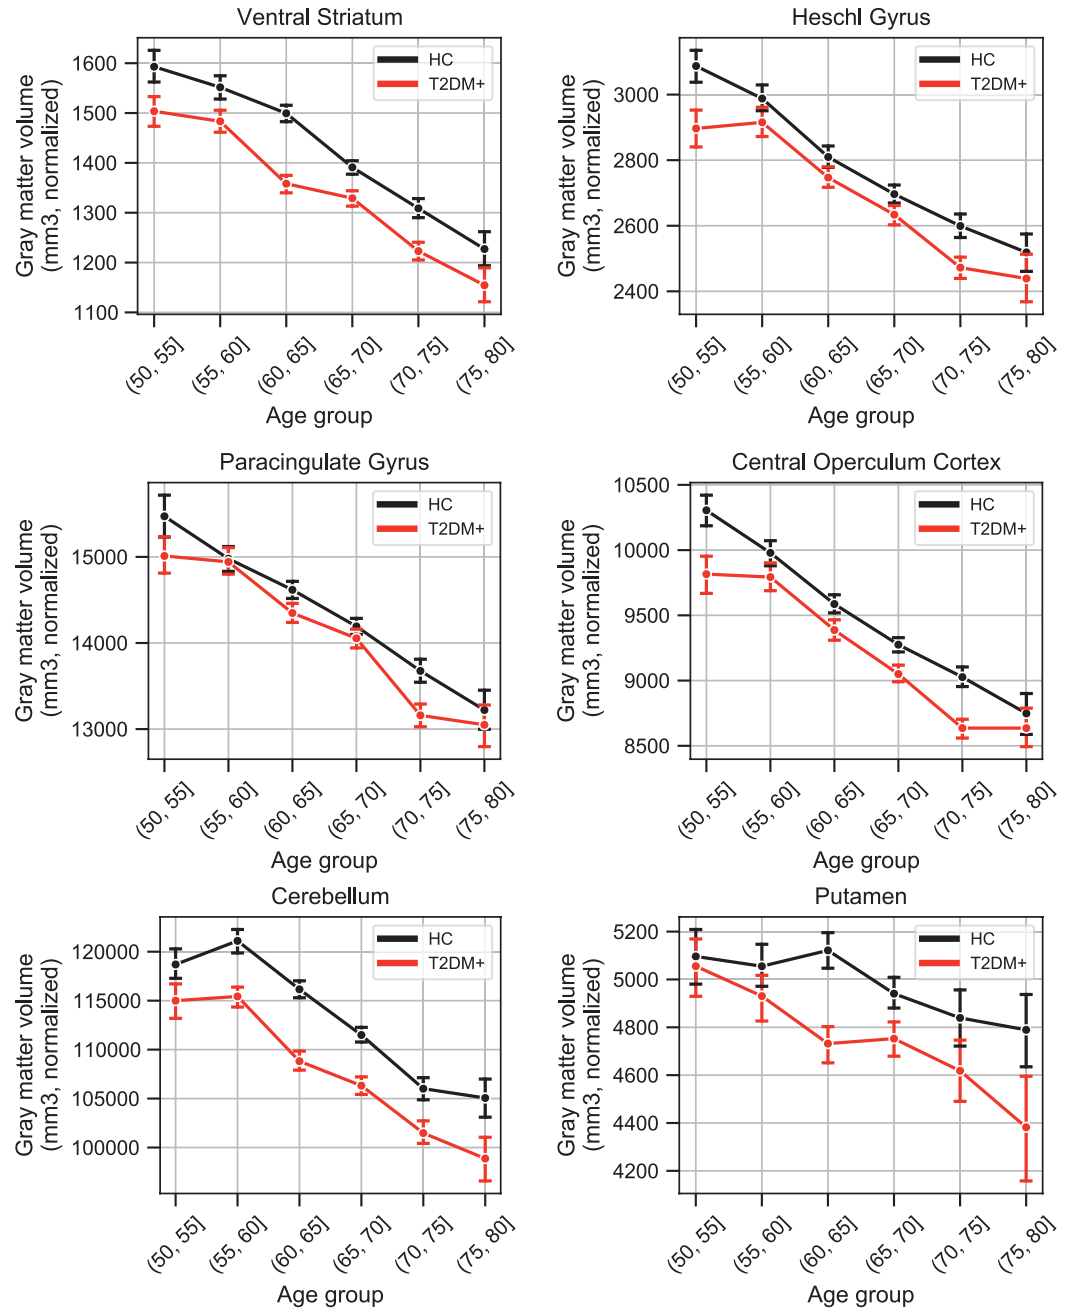 Ventral Striatum
Gray matter volume
(mm3, normalized)
1600
1500
1400
1300
1200
1100
HC
T2DM+
(50, 55]
(55, 60]
(60, 65]
(65, 70]
(70, 75]
(75, 80]
Age group
Heschl Gyrus
Gray matter volume
(mm3, normalized)
3000
2800
2600
2400
HC
T2DM+
(50, 55]
(55, 60]
(60, 65]
(65, 70]
(70, 75]
(75, 80]
Age group
Paracingulate Gyrus
Gray matter volume
(mm3, normalized)
15000
14000
13000
HC
T2DM+
(50, 55]
(55, 60]
(60, 65]
(65, 70]
(70, 75]
(75, 80]
Age group
Central Operculum Cortex
Gray matter volume
(mm3, normalized)
10500
10000
9500
9000
8500
HC
T2DM+
(50, 55]
(55, 60]
(60, 65]
(65, 70]
(70, 75]
(75, 80]
Age group
Cerebellum
Gray matter volume
(mm3, normalized)
120000
115000
110000
105000
100000
HC
T2DM+
(50, 55]
(55, 60]
(60, 65]
(65, 70]
(70, 75]
(75, 80]
Age group
Putamen
Gray matter volume
(mm3, normalized)
5200
5000
4800
4600
4400
4200
HC
T2DM+
(50, 55]
(55, 60]
(60, 65]
(65, 70]
(70, 75]
(75, 80]
Age group